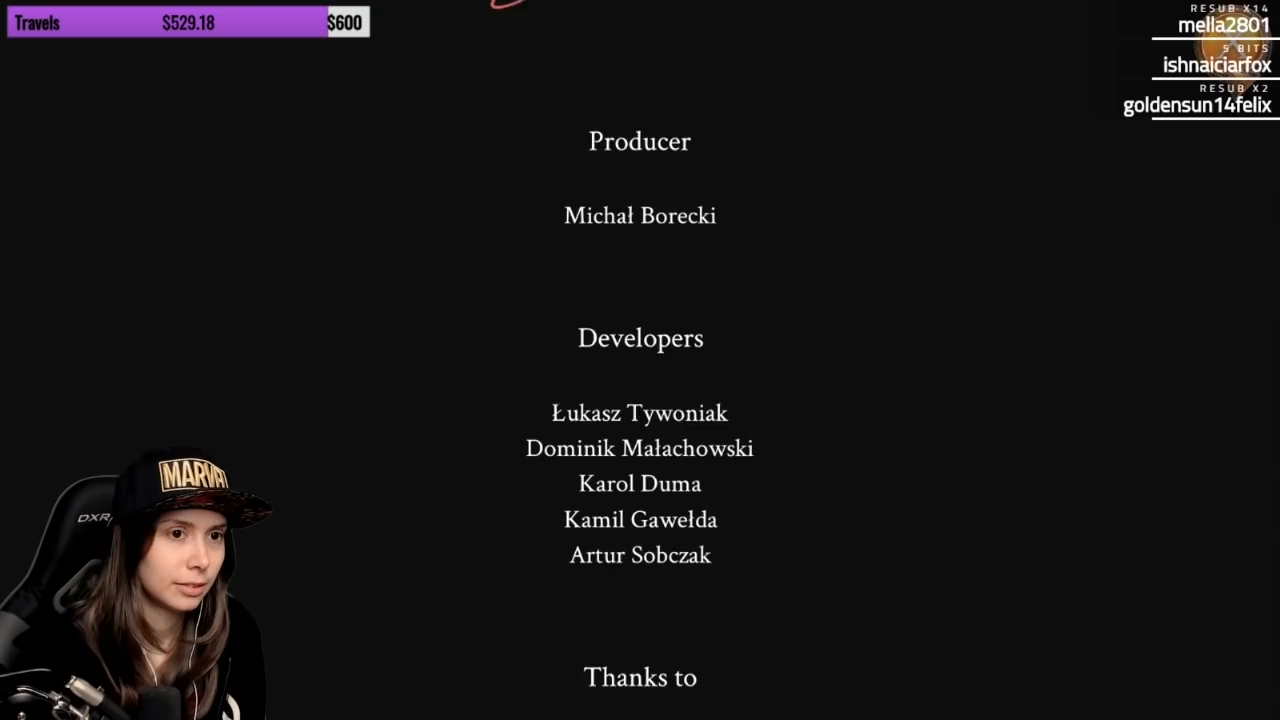 Travels $529.18 $600
RESUB X14
mella2801
5 BITS
ishnaiciarfox
RESUB X2
goldensun14felix
Producer
Michał Borecki
Developers
Łukasz Tywoniak
Dominik Małachowski
Karol Duma
Kamil Gawełda
Artur Sobczak
Thanks to
MARVEL
DXR